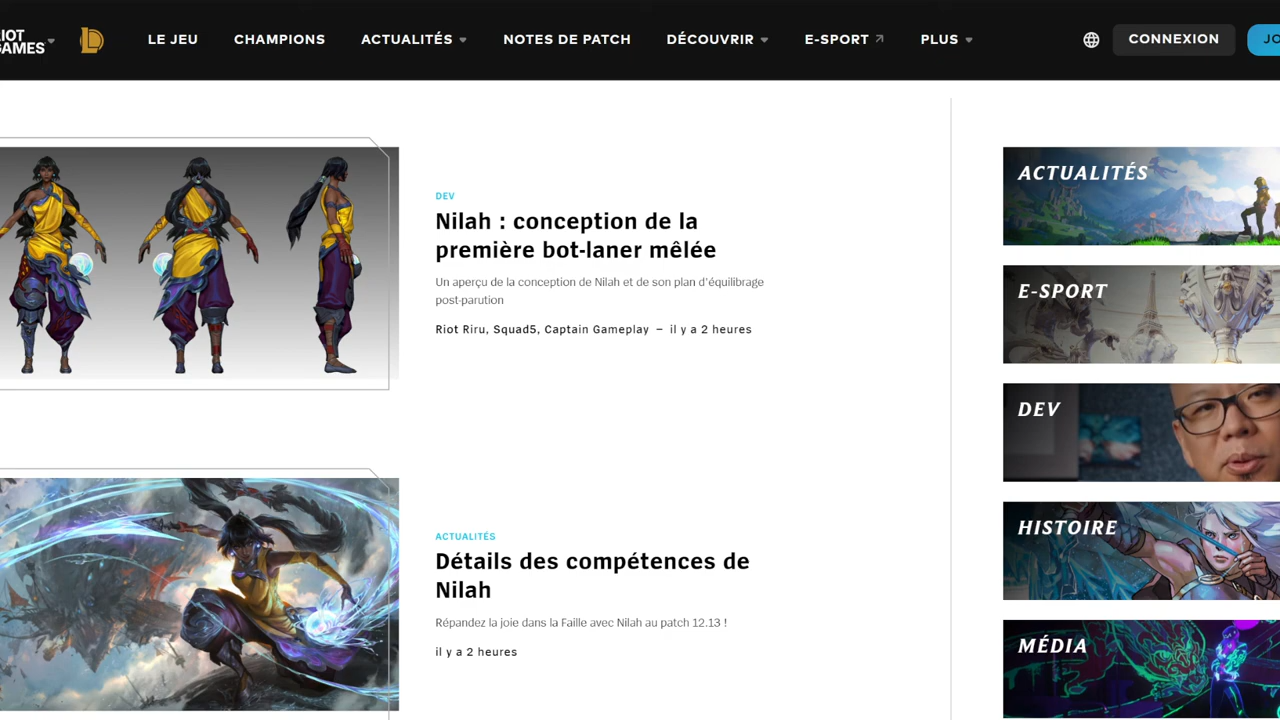 RIOT
GAMES
LE JEU
CHAMPIONS
ACTUALITÉS
NOTES DE PATCH
DÉCOUVRIR
E-SPORT
PLUS
CONNEXION
DEV
Nilah : conception de la
première bot-laner mêlée
Un aperçu de la conception de Nilah et de son plan d'équilibrage
post-parution
Riot Riru, Squad5, Captain Gameplay – il y a 2 heures
ACTUALITÉS
Détails des compétences de
Nilah
Répandez la joie dans la Faille avec Nilah au patch 12.13 !
il y a 2 heures
ACTUALITÉS
E-SPORT
DEV
HISTOIRE
MÉDIA